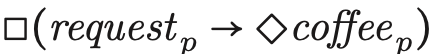 □(request_p → ◇coffee_p)